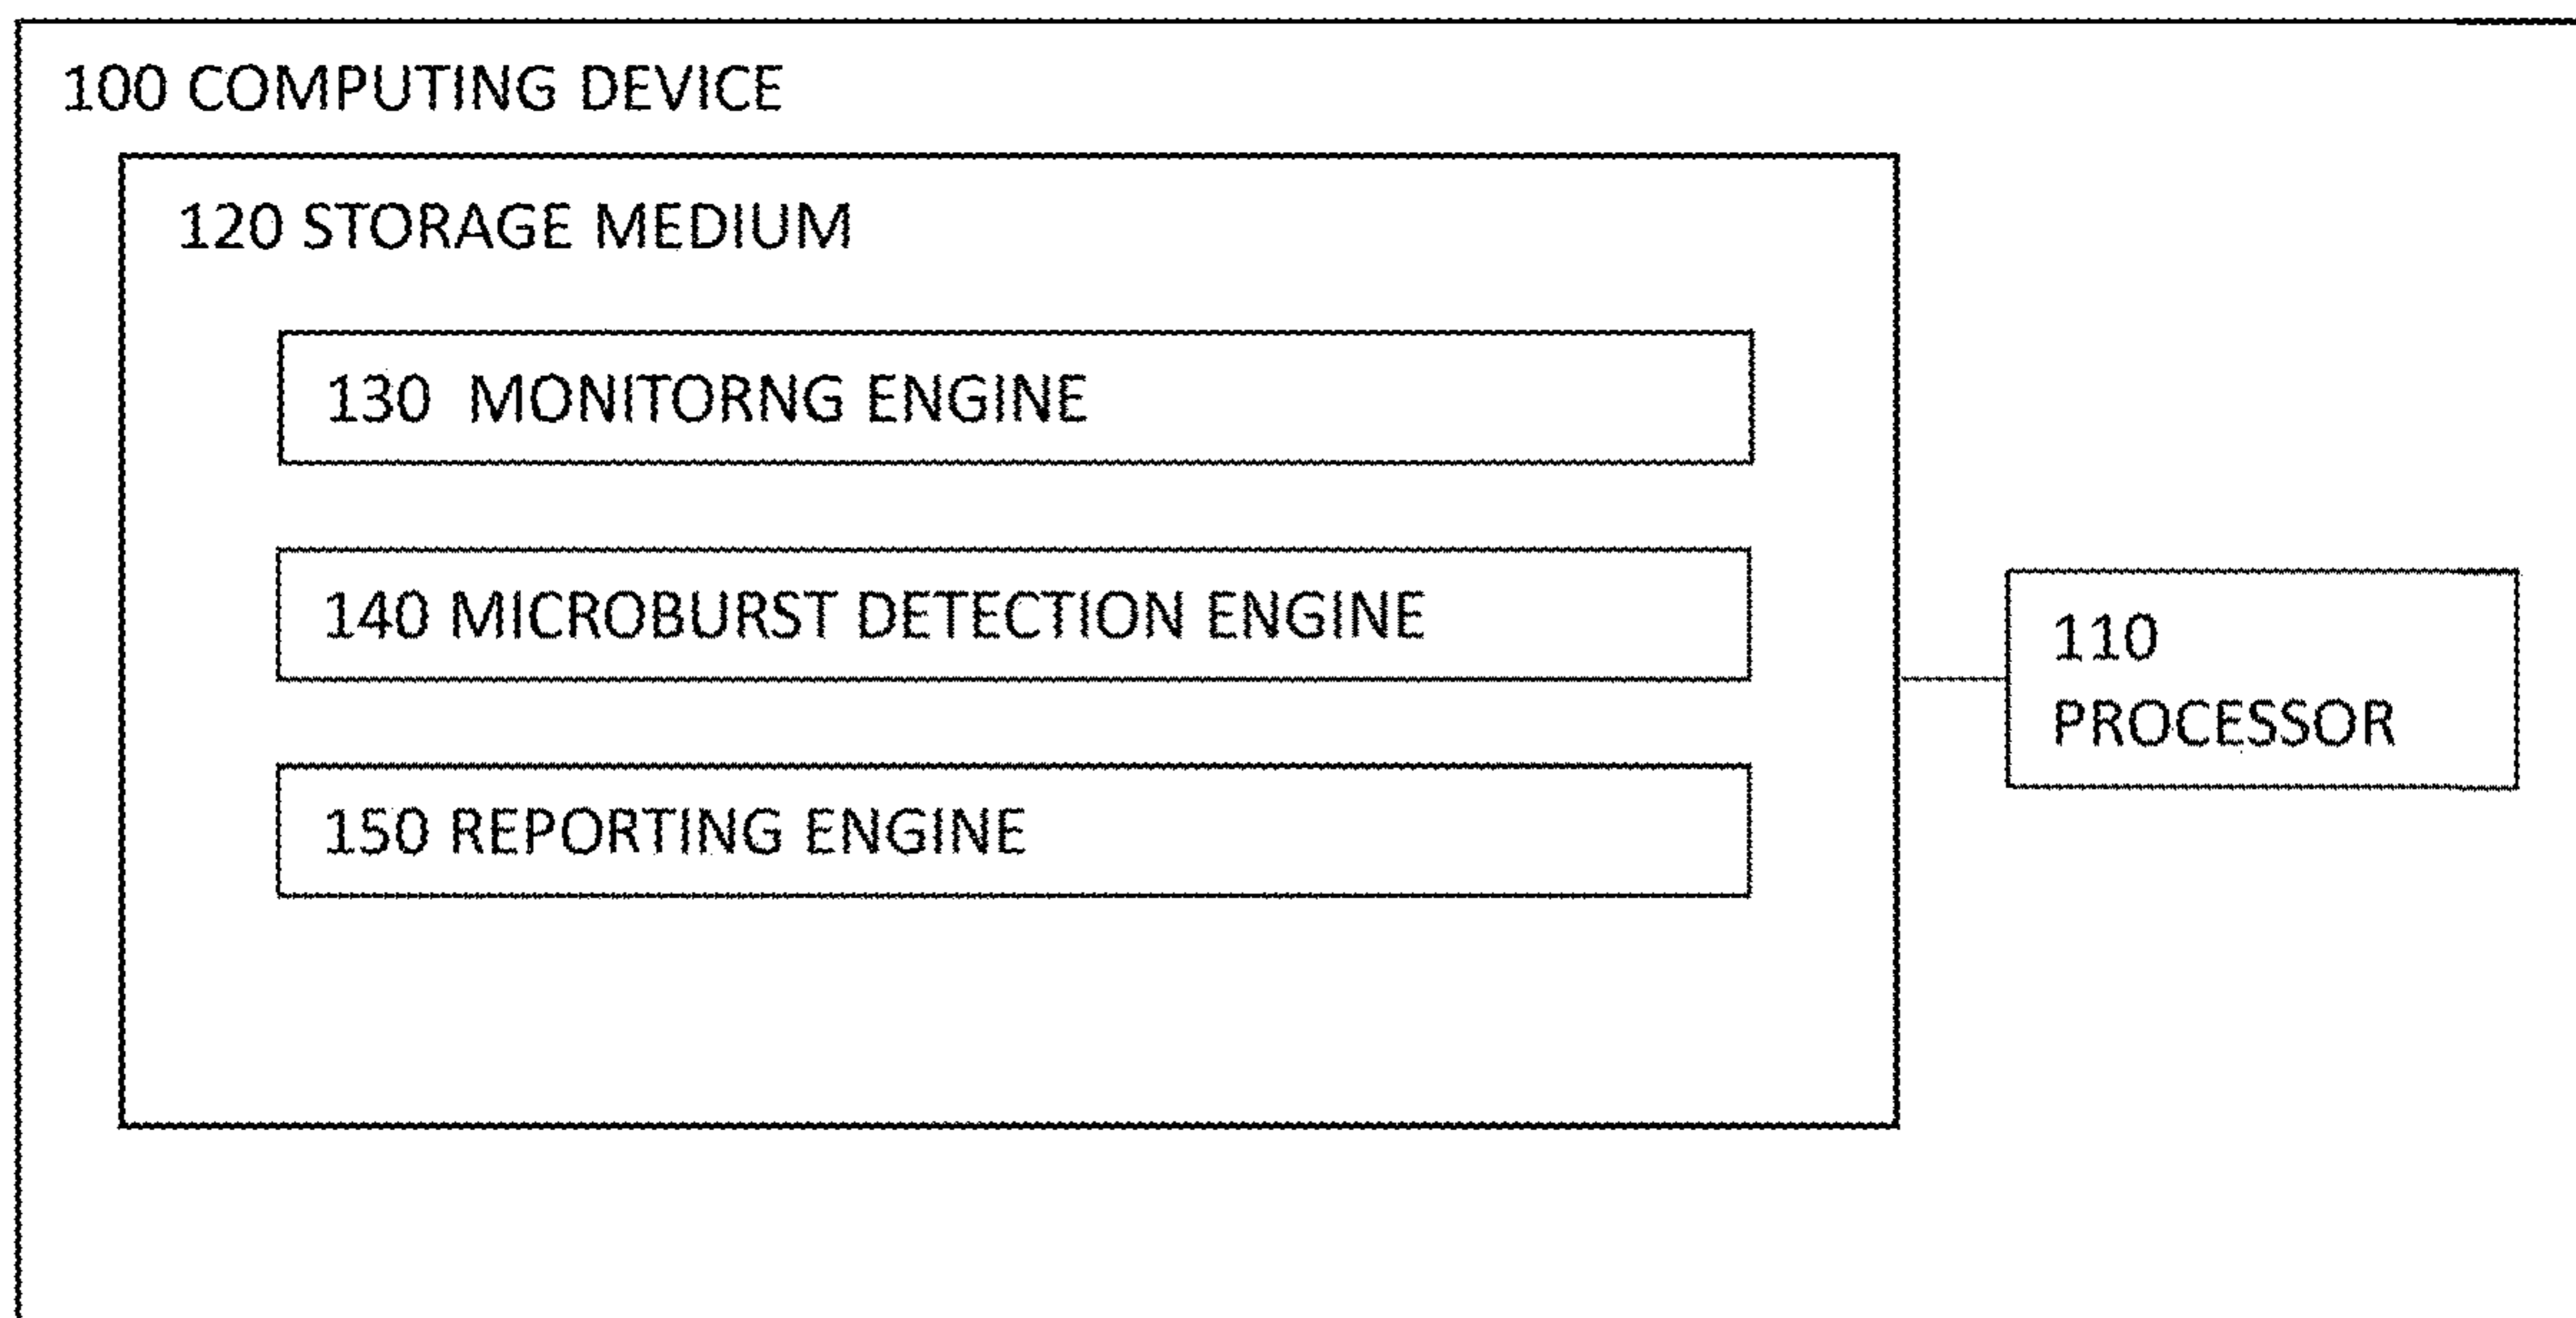 100 COMPUTING DEVICE
120 STORAGE MEDIUM
130 MONITORNG ENGINE
140 MICROBURST DETECTION ENGINE
150 REPORTING ENGINE
110
PROCESSOR